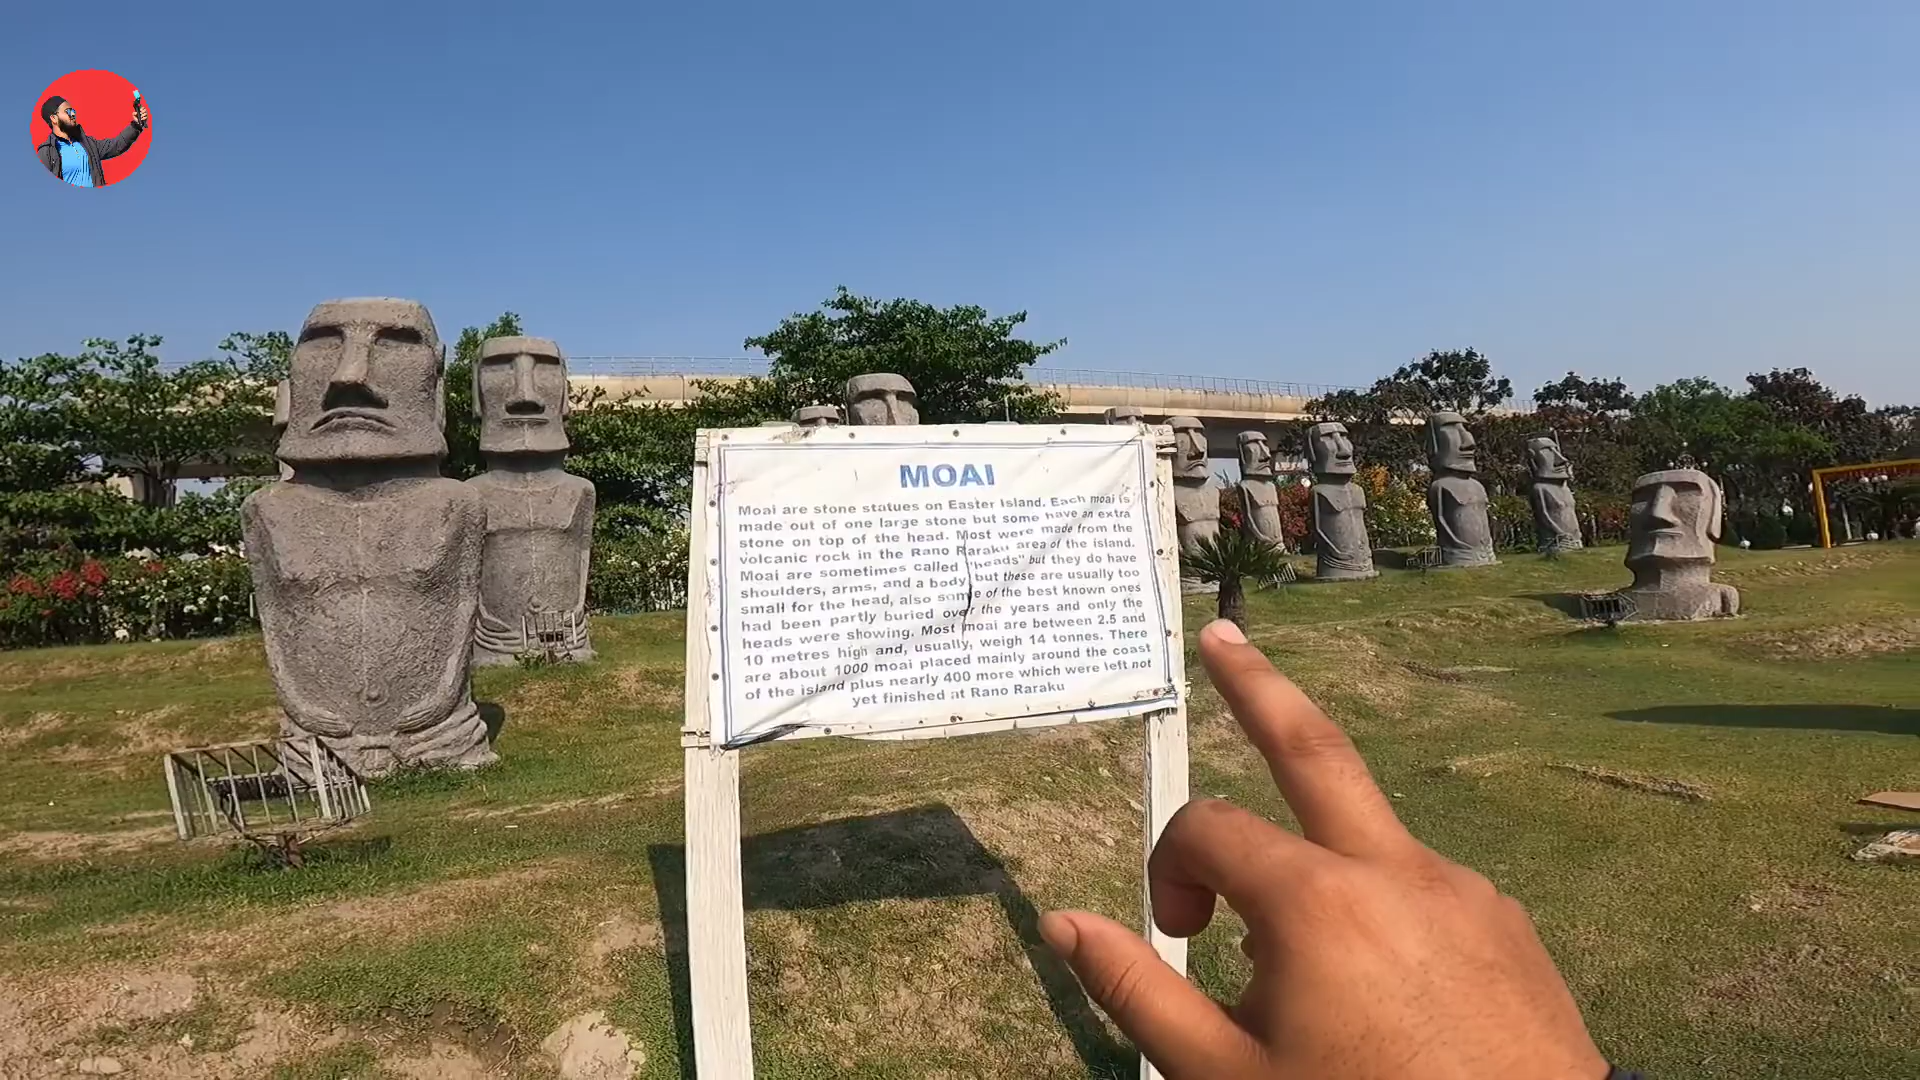 MOAI
Moai are stone statues on Easter Island. Each moai is
made out of one large stone but some have an extra
stone on top of the head. Most were made from the
volcanic rock in the Rano Raraku area of the island.
Moai are sometimes called "heads" but they do have
shoulders, arms, and a body, but these are usually too
small for the head, also some of the best known ones
had been partly buried over the years and only the
heads were showing. Most moai are between 2.5 and
10 metres high and, usually, weigh 14 tonnes. There
are about 1000 moai placed mainly around the coast
of the island plus nearly 400 more which were left not
yet finished at Rano Raraku